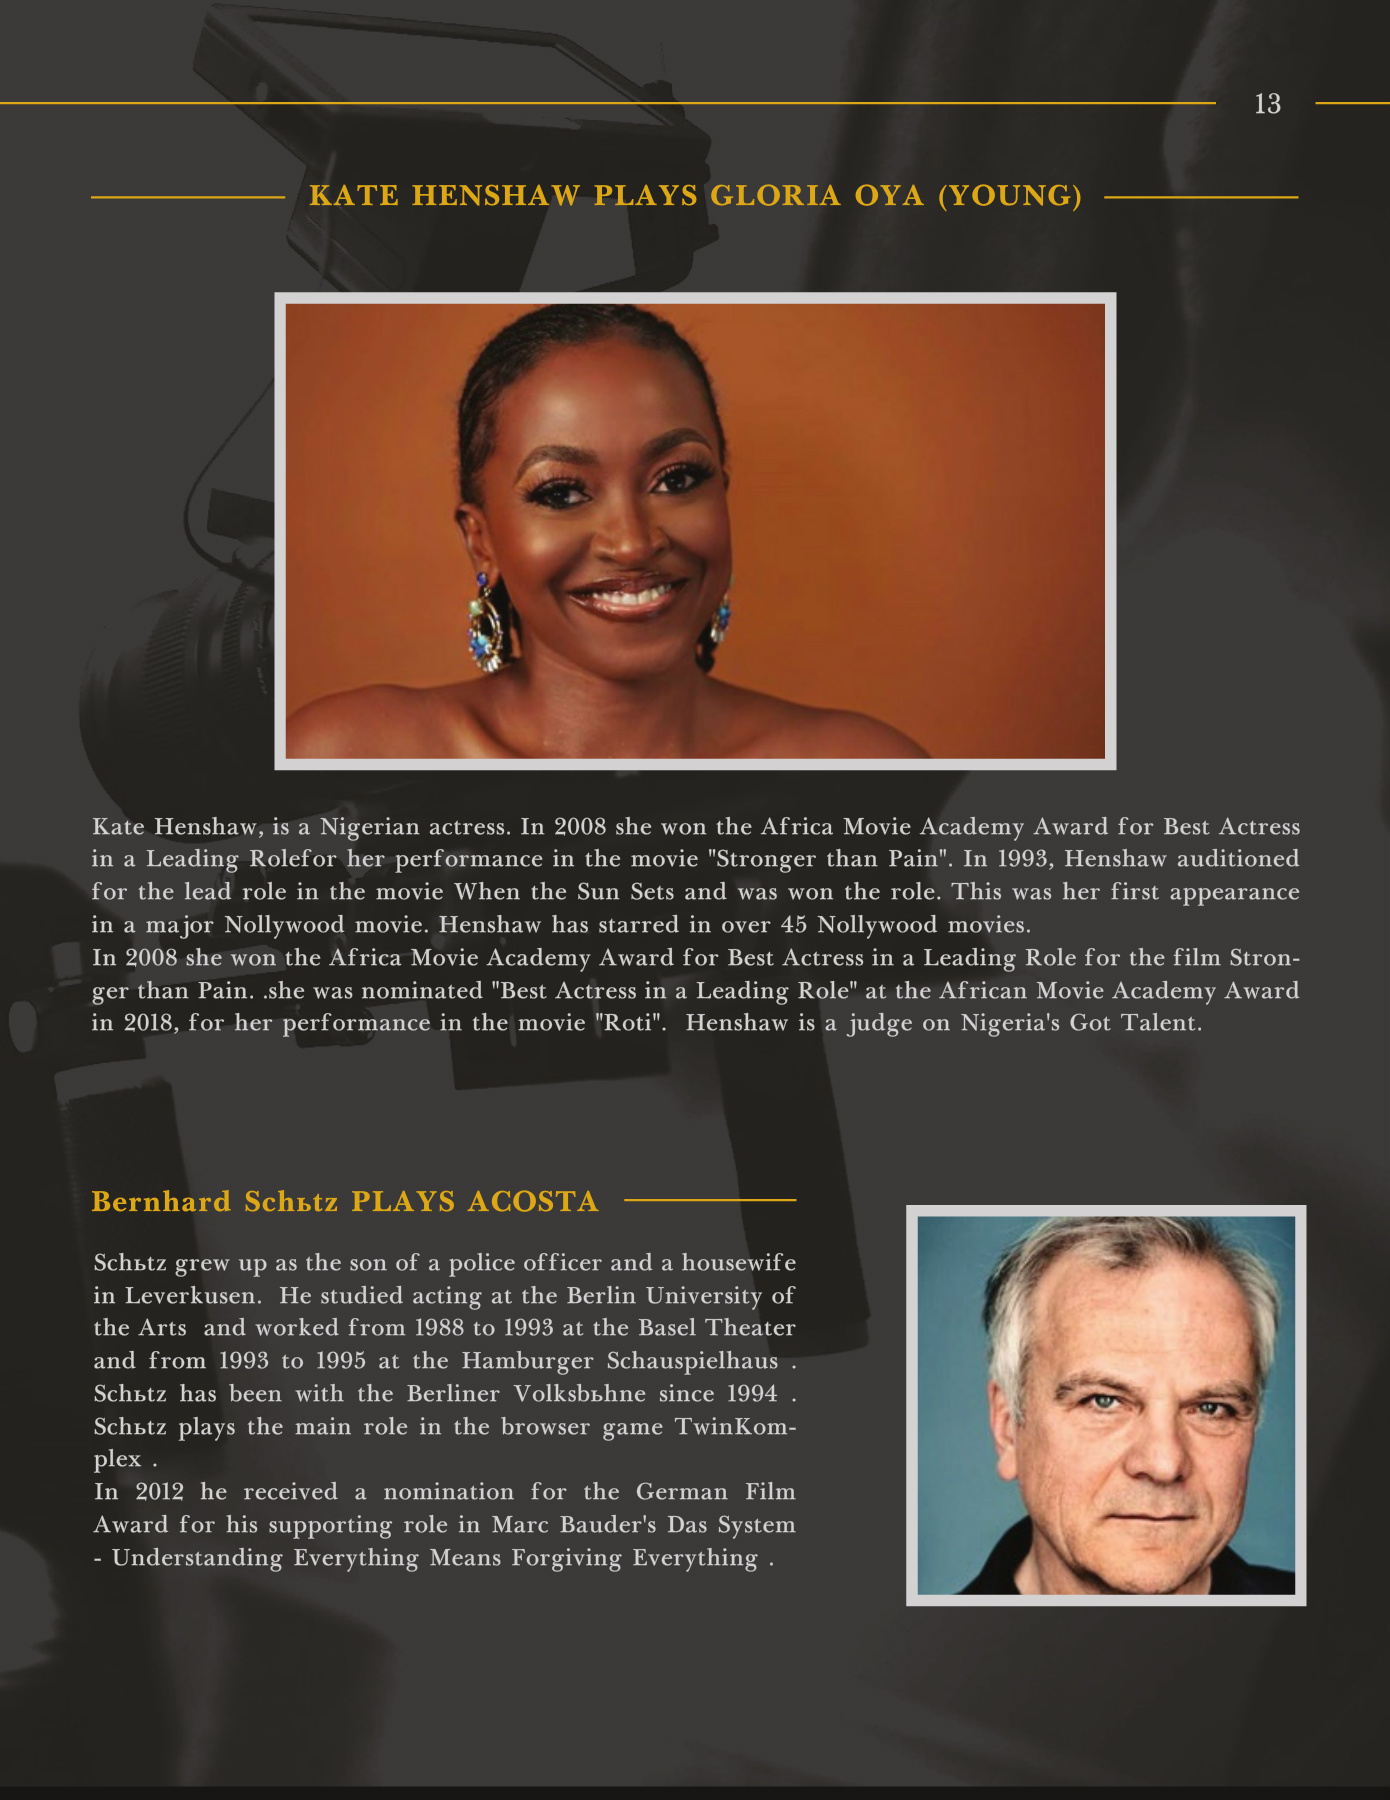 13
KATE HENSHAW PLAYS GLORIA OYA (YOUNG)
Kate Henshaw, is a Nigerian actress. In 2008 she won the Africa Movie Academy Award for Best Actress
in a Leading Rolefor her performance in the movie "Stronger than Pain". In 1993, Henshaw auditioned
for the lead role in the movie When the Sun Sets and was won the role. This was her first appearance
in a major Nollywood movie. Henshaw has starred in over 45 Nollywood movies.
In 2008 she won the Africa Movie Academy Award for Best Actress in a Leading Role for the film Stron-
ger than Pain. .she was nominated "Best Actress in a Leading Role" at the African Movie Academy Award
in 2018, for her performance in the movie "Roti". Henshaw is a judge on Nigeria's Got Talent.
Bernhard Schьtz PLAYS ACOSTA
Schьtz grew up as the son of a police officer and a housewife
in Leverkusen. He studied acting at the Berlin University of
the Arts and worked from 1988 to 1993 at the Basel Theater
and from 1993 to 1995 at the Hamburger Schauspielhaus .
Schьtz has been with the Berliner Volksbьhne since 1994 .
Schьtz plays the main role in the browser game TwinKom-
plex .
In 2012 he received a nomination for the German Film
Award for his supporting role in Marc Bauder's Das System
- Understanding Everything Means Forgiving Everything .